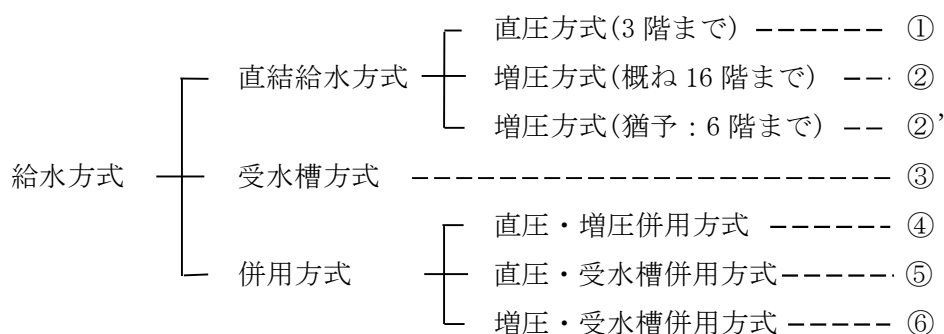 直圧方式(3 階まで) ------ ①
直結給水方式 増圧方式(概ね 16 階まで) --- ②
増圧方式(猶予：6 階まで) -- ②’
給水方式 受水槽方式 ---------------------- ③
直圧・増圧併用方式 ------ ④
併用方式 直圧・受水槽併用方式------ ⑤
増圧・受水槽併用方式 ----- ⑥